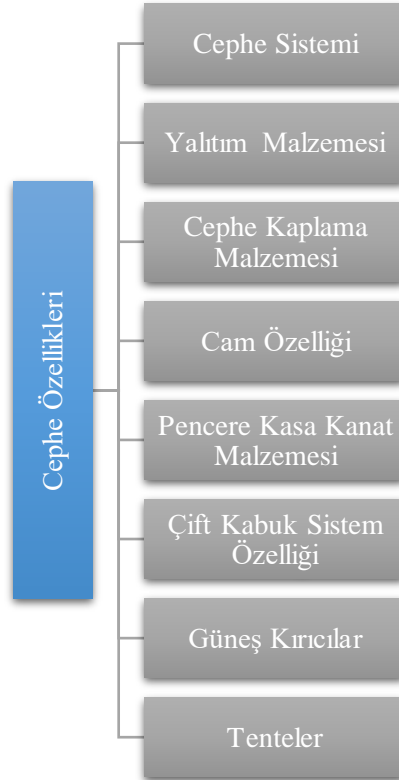 Cephe Özellikleri
Cephe Sistemi
Yalıtım Malzemesi
Cephe Kaplama
Malzemesi
Cam Özelliği
Pencere Kasa Kanat
Malzemesi
Çift Kabuk Sistem
Özelliği
Güneş Kırıcılar
Tenteler